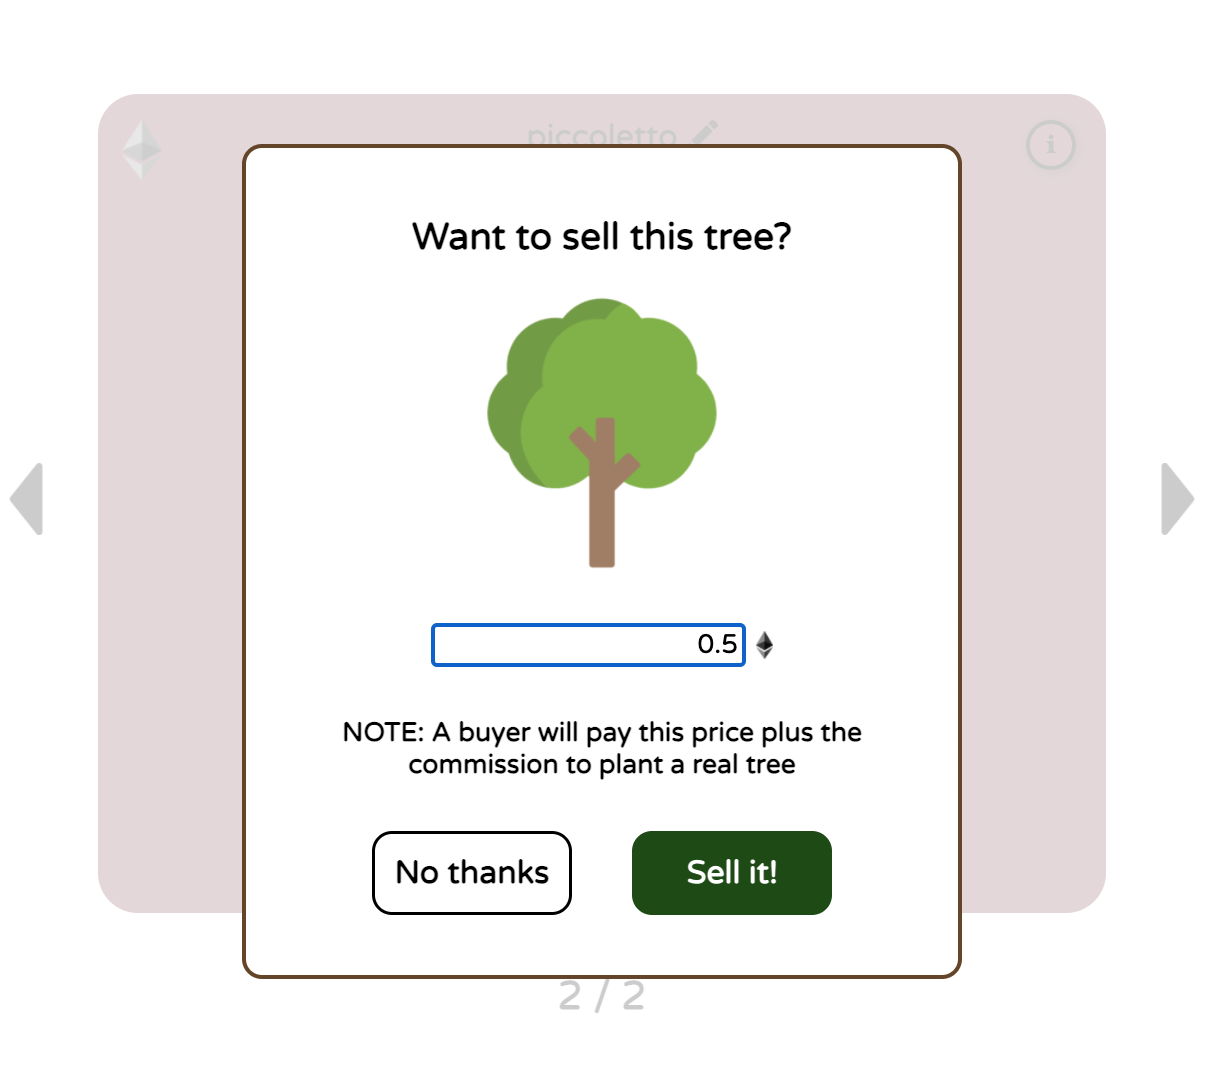 piccoletto
Want to sell this tree?
0.5
NOTE: A buyer will pay this price plus the
commission to plant a real tree
No thanks
Sell it!
2 / 2